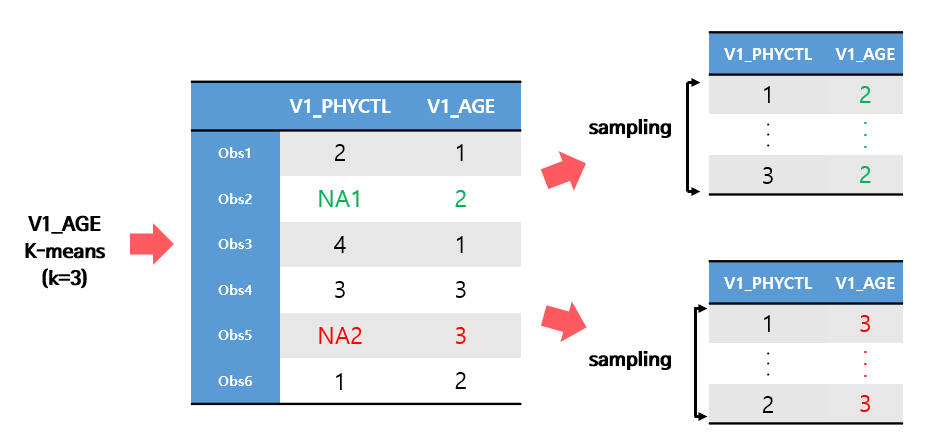 V1_AGE
K-means
(k=3)
V1_PHYCTL V1_AGE
Obs1 2 1
Obs2 NA1 2
Obs3 4 1
Obs4 3 3
Obs5 NA2 3
Obs6 1 2
sampling
V1_PHYCTL V1_AGE
1 2
⋮ ⋮
3 2
sampling
V1_PHYCTL V1_AGE
1 3
⋮ ⋮
2 3